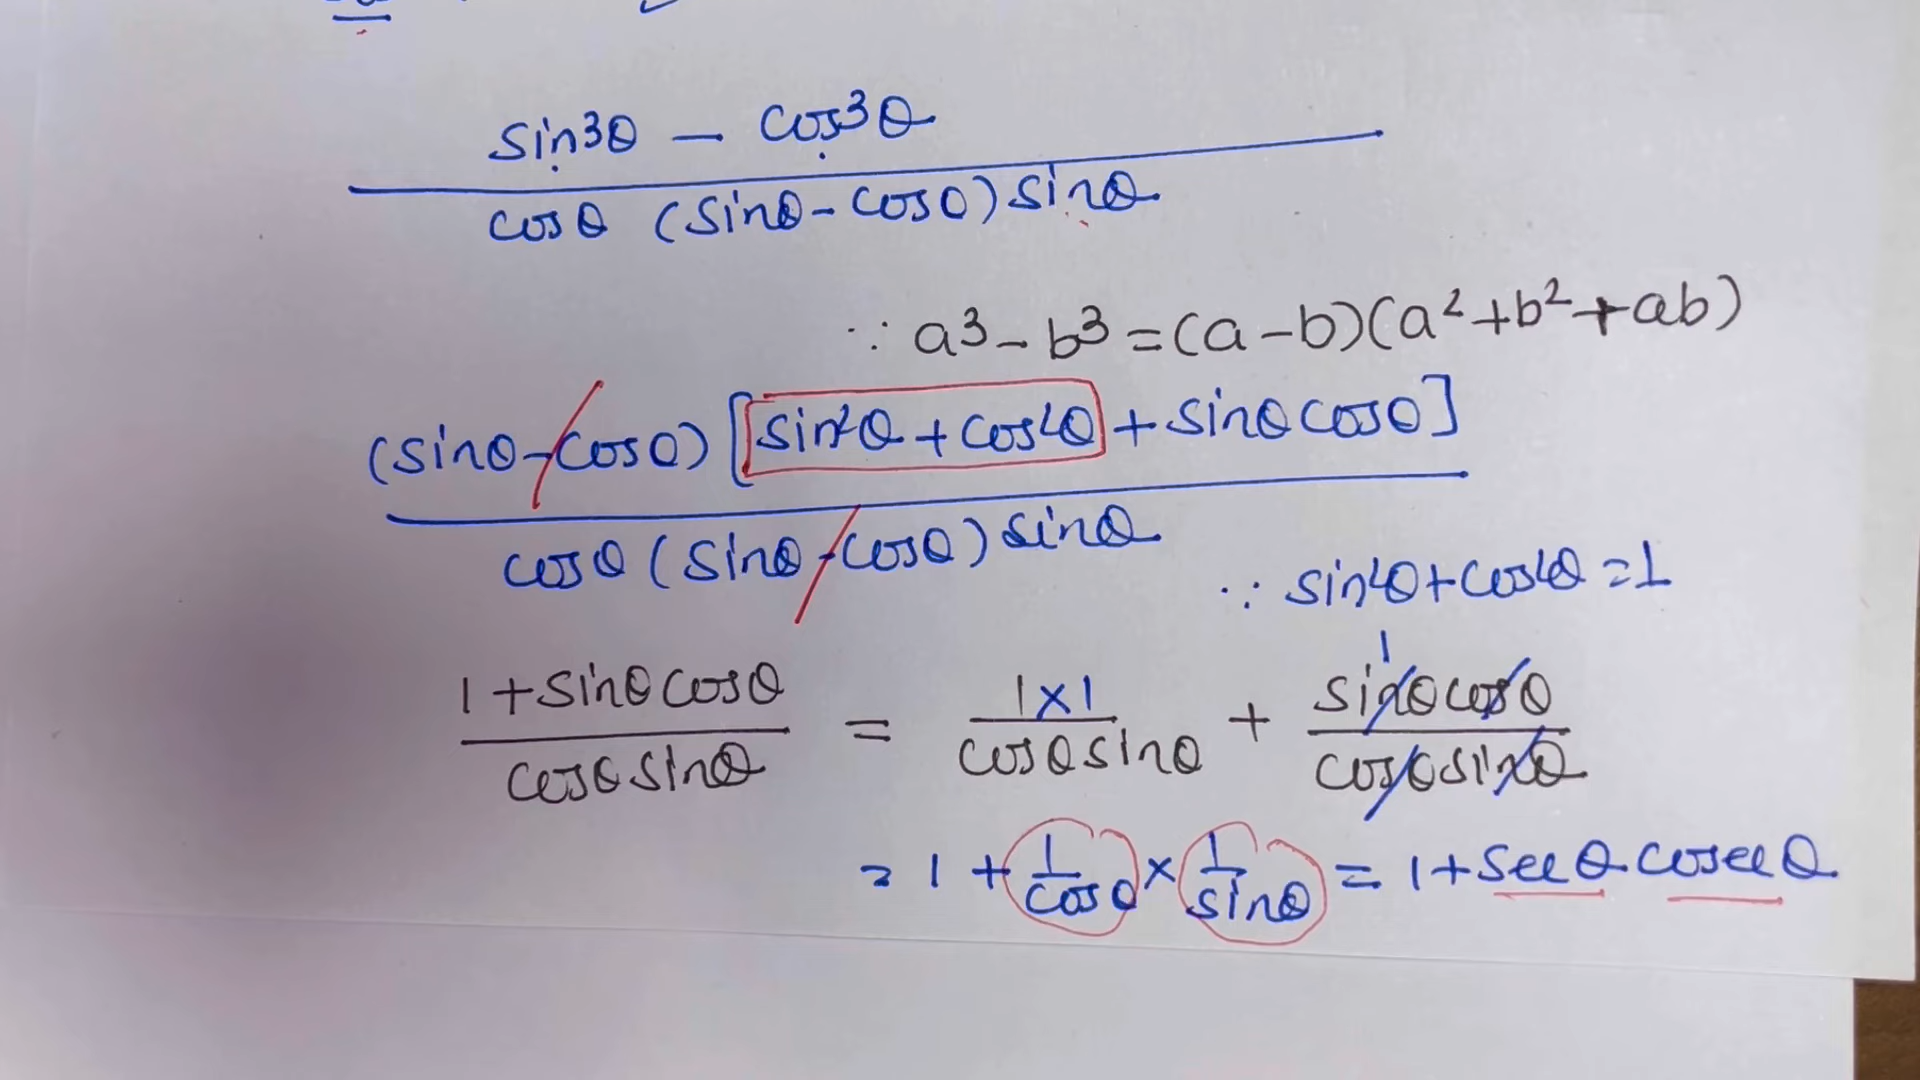 sin³θ − cos³θ
cosθ (sinθ − cosθ) sinθ
∵ a³ − b³ = (a − b)(a² + b² + ab)
(sinθ − cosθ) [sin²θ + cos²θ + sinθ cosθ]
cosθ (sinθ − cosθ) sinθ
∵ sin²θ + cos²θ = 1
1
1 + sinθ cosθ = 1 × 1 + sinθ cosθ
cosθ sinθ cosθ sinθ cosθ sinθ
= 1 + 1/cosθ × 1/sinθ = 1 + secθ cosecθ